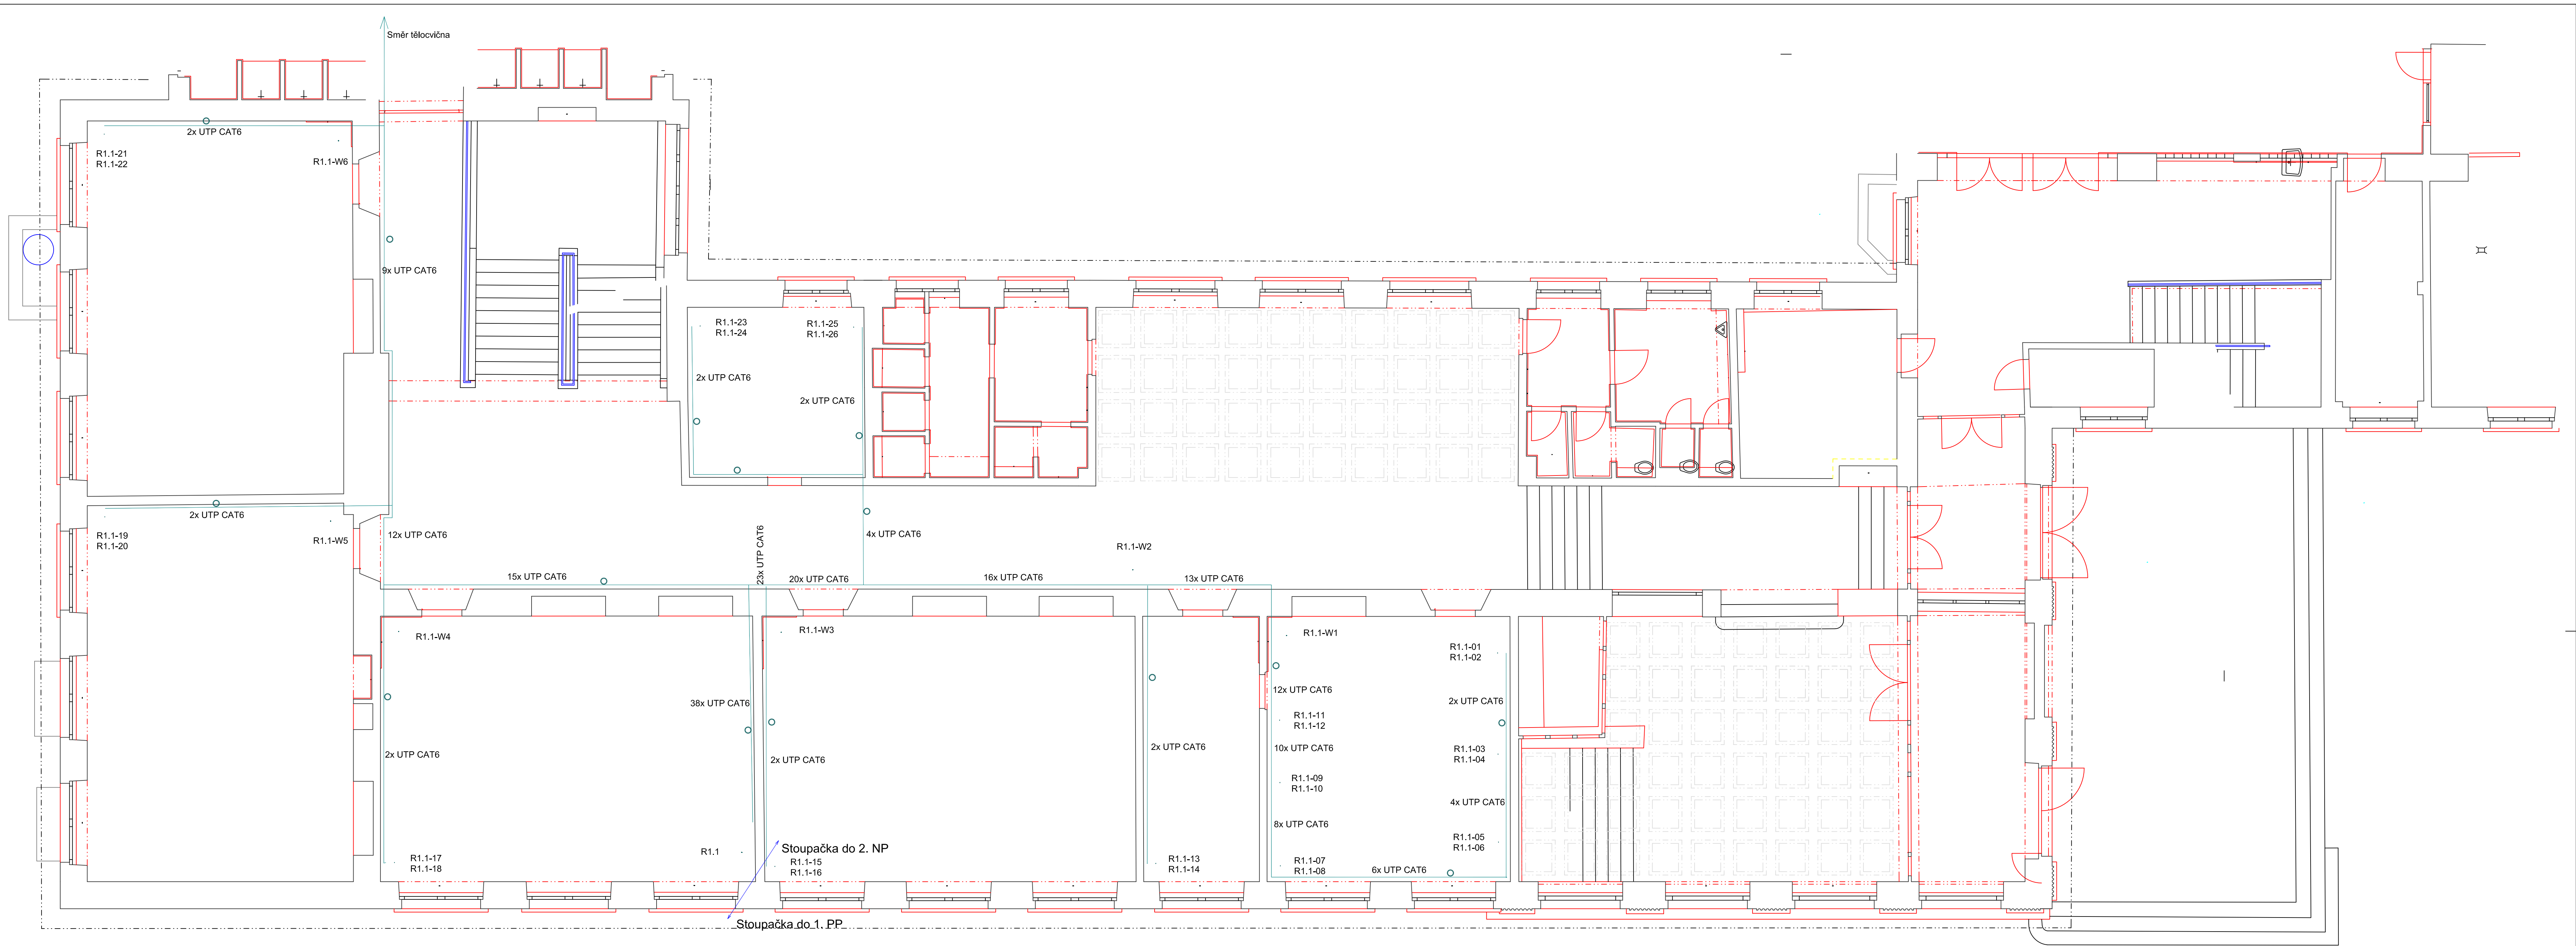 Směr tělocvična
2x UTP CAT6
R1.1-21
R1.1-22
R1.1-W6
9x UTP CAT6
R1.1-23
R1.1-24
R1.1-25
R1.1-26
2x UTP CAT6
2x UTP CAT6
2x UTP CAT6
R1.1-19
R1.1-20
R1.1-W5
12x UTP CAT6
23x UTP CAT6
4x UTP CAT6
R1.1-W2
15x UTP CAT6
20x UTP CAT6
16x UTP CAT6
13x UTP CAT6
R1.1-W4
R1.1-W3
R1.1-W1
R1.1-01
R1.1-02
12x UTP CAT6
38x UTP CAT6
2x UTP CAT6
R1.1-11
R1.1-12
2x UTP CAT6
2x UTP CAT6
2x UTP CAT6
10x UTP CAT6
R1.1-03
R1.1-04
R1.1-09
R1.1-10
4x UTP CAT6
8x UTP CAT6
R1.1-05
R1.1-06
R1.1
Stoupačka do 2. NP
R1.1-17
R1.1-18
R1.1-15
R1.1-16
R1.1-13
R1.1-14
R1.1-07
R1.1-08
6x UTP CAT6
Stoupačka do 1. PP